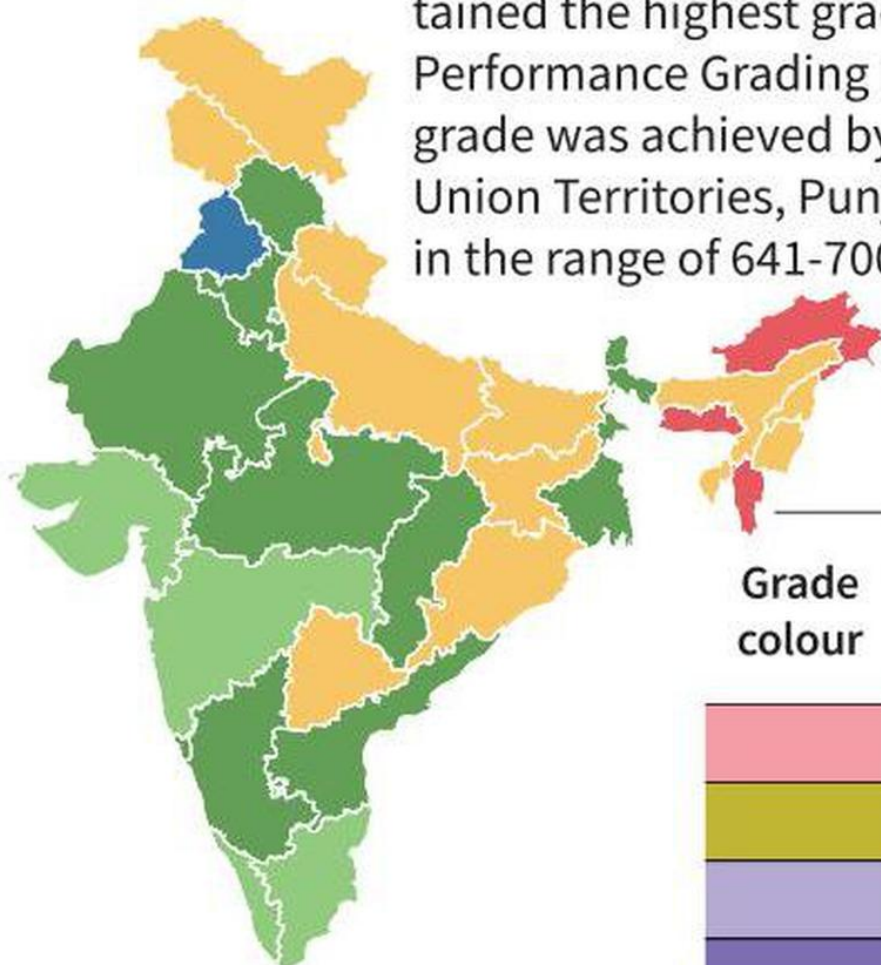 tained the highest gra
Performance Grading
grade was achieved by
Union Territories, Pun
in the range of 641-700
Grade
colour